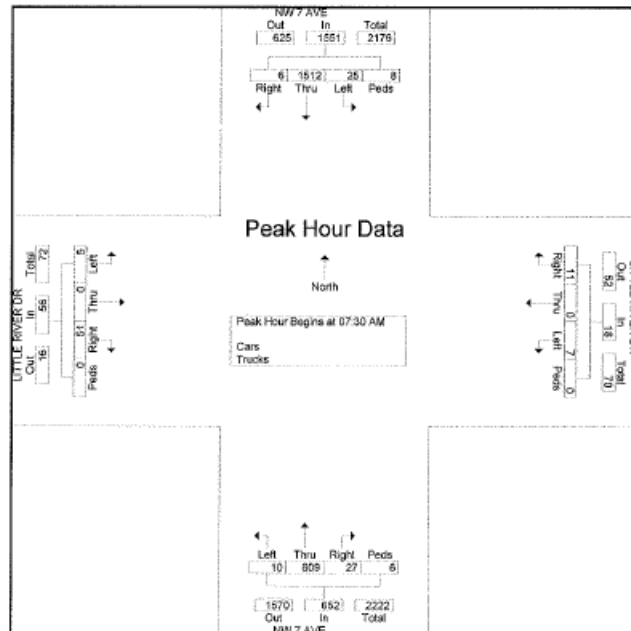 NW 7 AVE
Out In Total
625 1551 2176
6 1512 25 8
Right Thru Left Peds
Peak Hour Data
North
Peak Hour Begins at 07:30 AM
Cars
Trucks
LITTLE RIVER DR
Out In Total
16 56 72
Left Thru Right Peds
5 0 51 0
Right Thru Left Peds
11 0 7 0
Out In Total
52 18 70
Left Thru Right Peds
10 609 27 6
1570 652 2222
Out In Total
NW 7 AVE